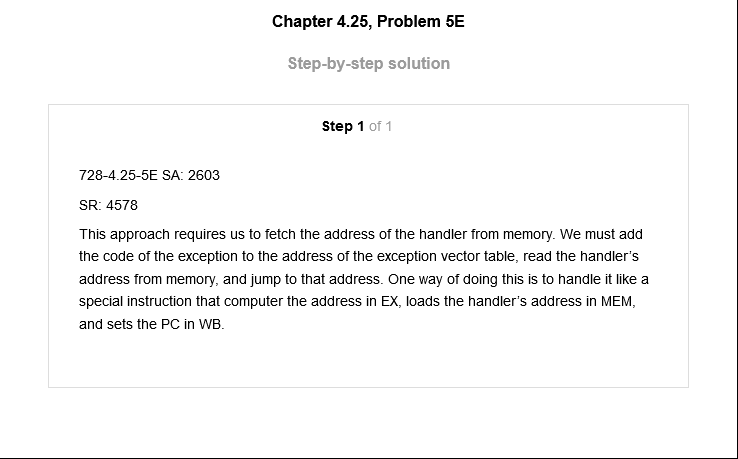 Chapter 4.25, Problem 5E
Step-by-step solution
Step 1 of 1
728-4.25-5E SA: 2603
SR: 4578
This approach requires us to fetch the address of the handler from memory. We must add
the code of the exception to the address of the exception vector table, read the handler's
address from memory, and jump to that address. One way of doing this is to handle it like a
special instruction that computer the address in EX, loads the handler's address in MEM,
and sets the PC in WB.